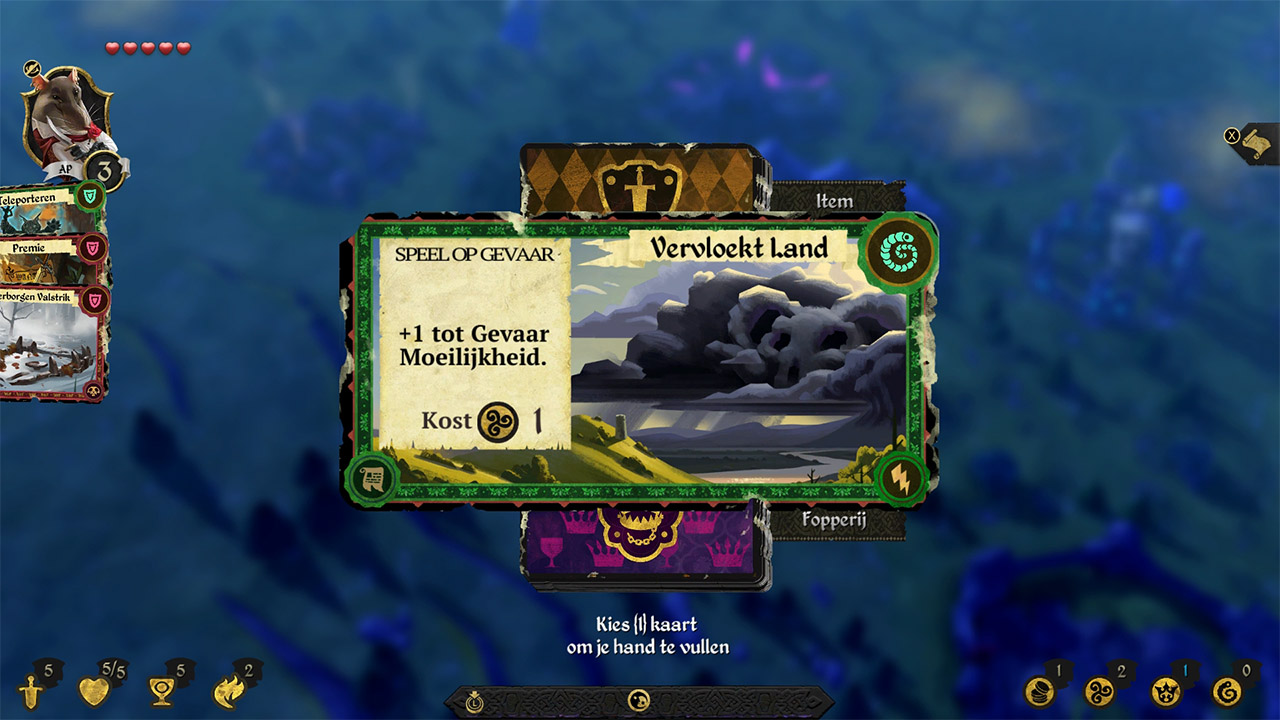 X
AP
3
Teleporteren
Premie
erborgen Valstrik
Item
SPEEL OP GEVAAR
Vervloekt Land
+1 tot Gevaar
Moeilijkheid.
Kost 1
Fopperij
Kies (1) kaart
om je hand te vullen
5 5/5 5 2
1 2 1 0